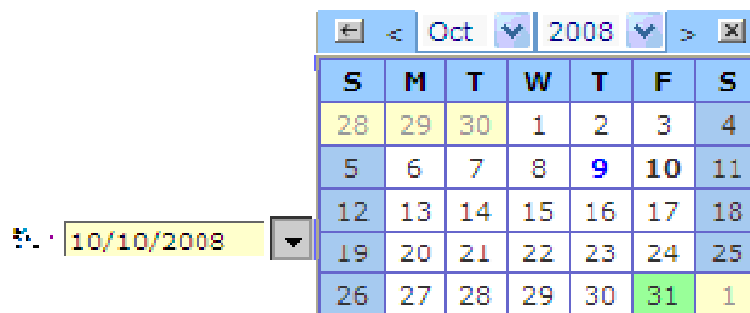 < Oct 2008 >
S M T W T F S
28 29 30 1 2 3 4
5 6 7 8 9 10 11
12 13 14 15 16 17 18
10/10/2008
19 20 21 22 23 24 25
26 27 28 29 30 31 1